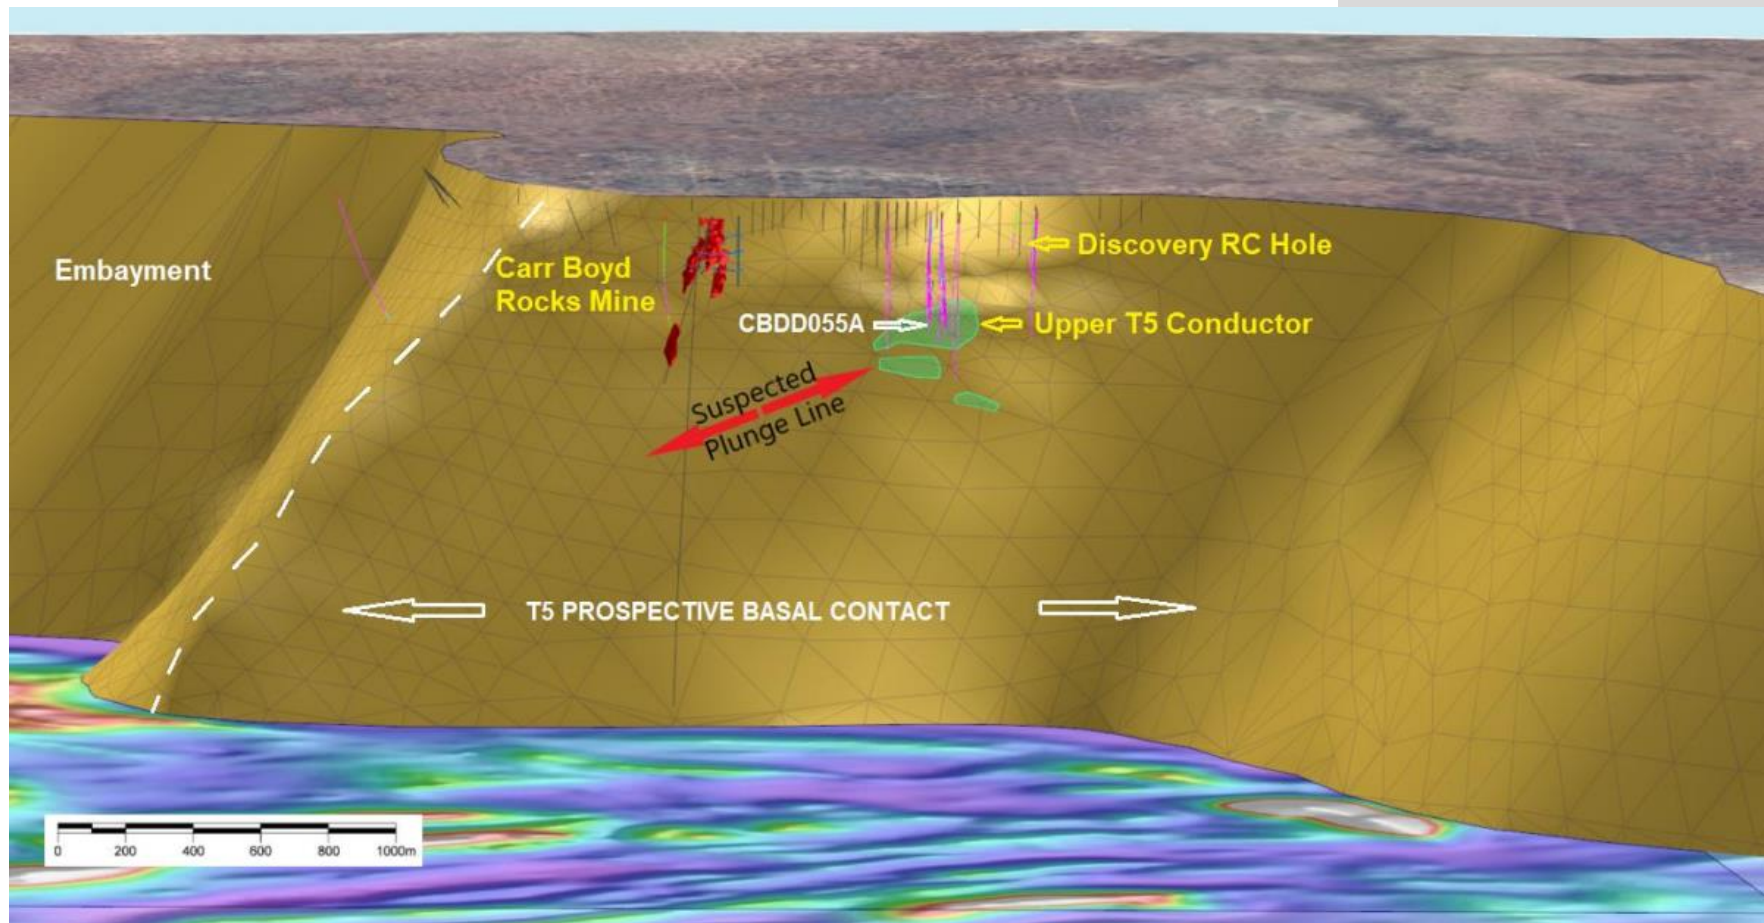 Embayment
Carr Boyd
Rocks Mine
Discovery RC Hole
CBDD055A
Upper T5 Conductor
Suspected
Plunge Line
T5 PROSPECTIVE BASAL CONTACT
0 200 400 600 800 1000m